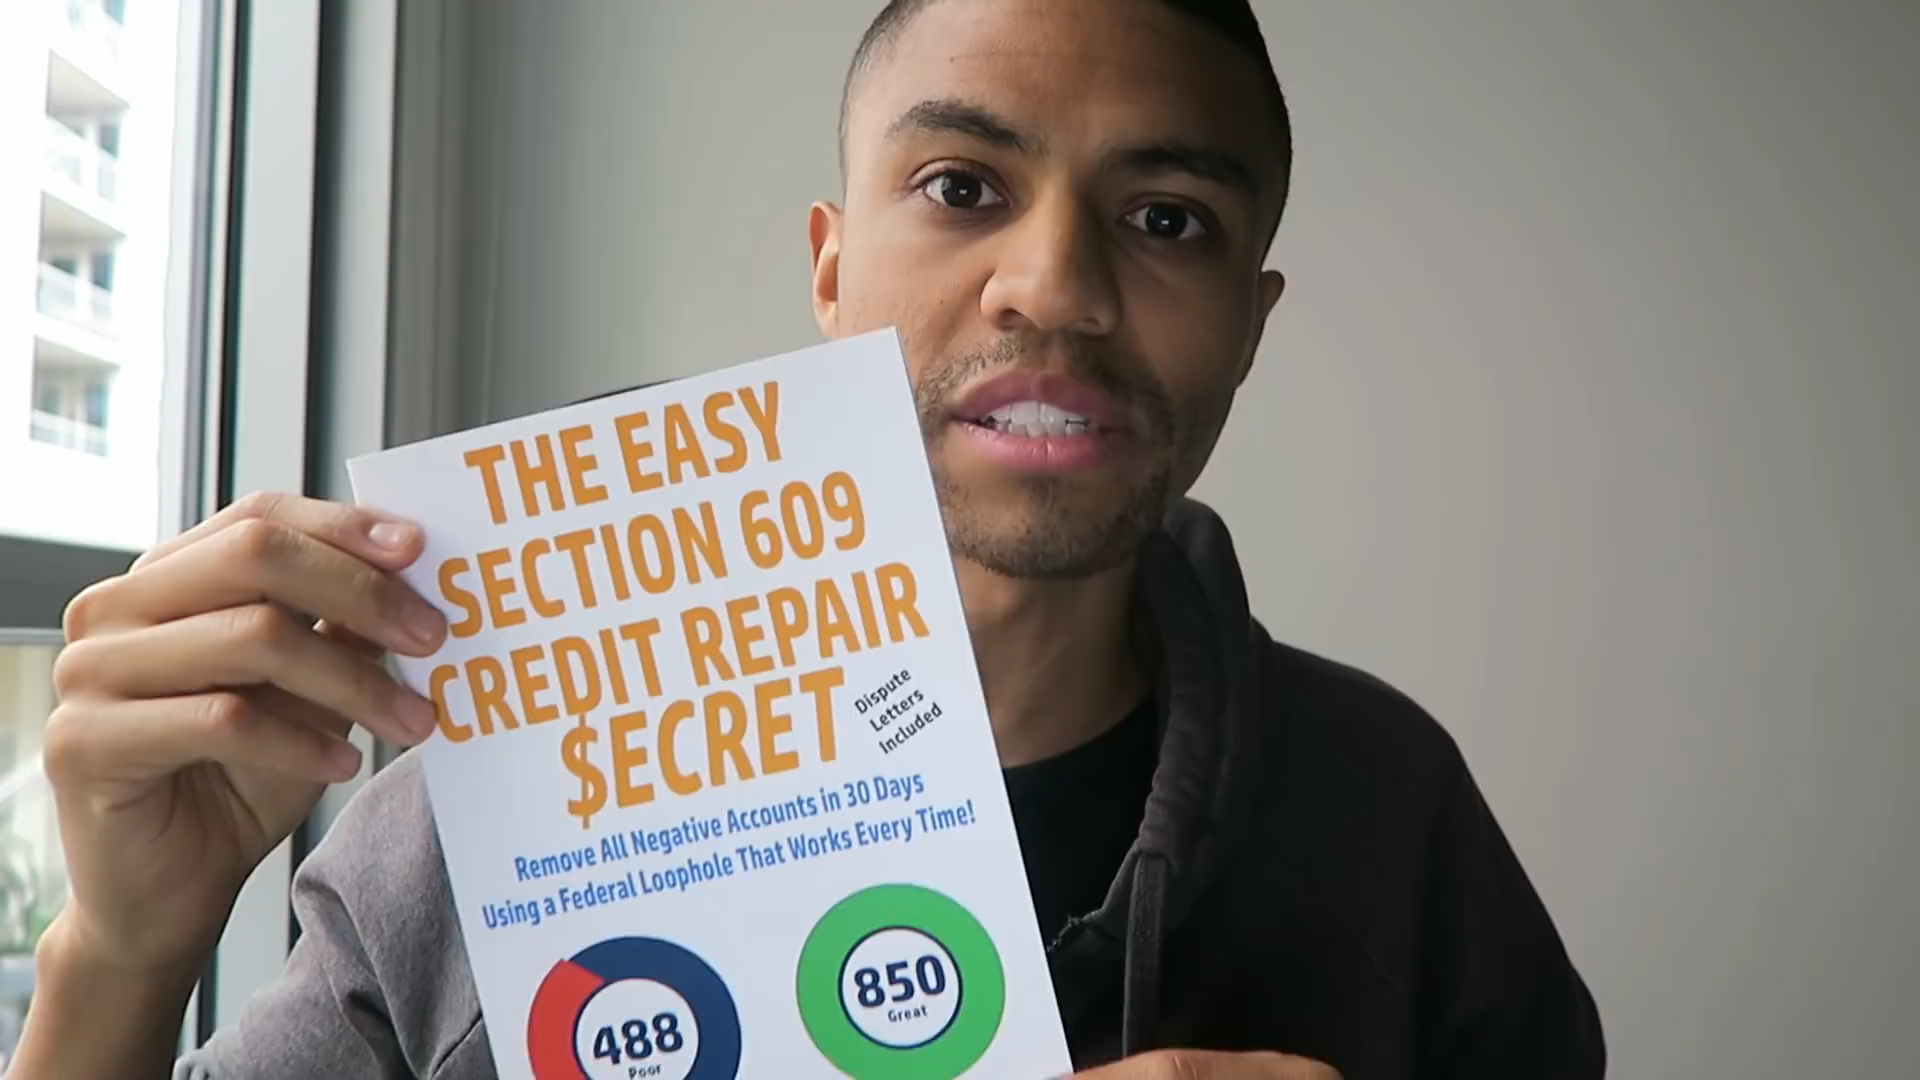 THE EASY
SECTION 609
CREDIT REPAIR
$ECRET
Dispute
Letters
Included
Remove All Negative Accounts in 30 Days
Using a Federal Loophole That Works Every Time!
488
Poor
850
Great